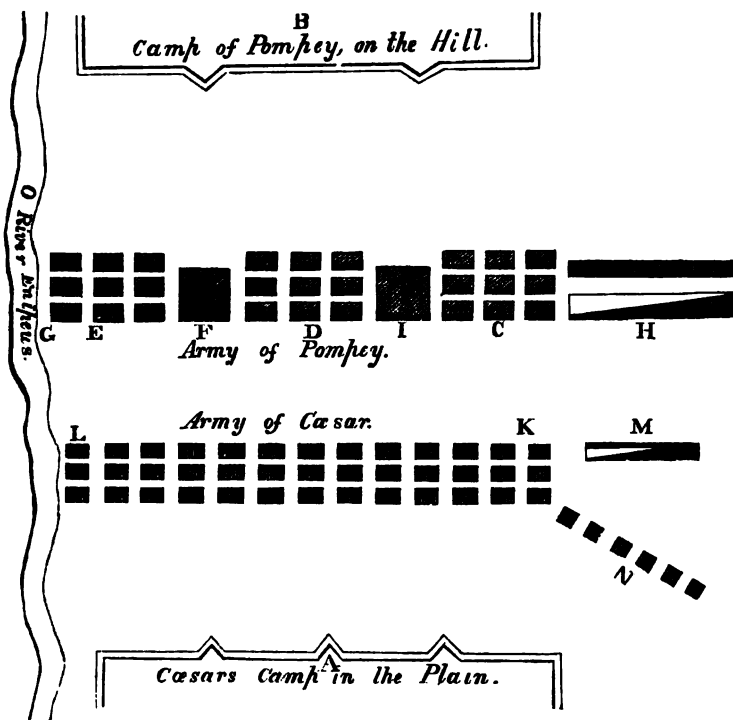 B
Camp of Pompey, on the Hill.
O River Enipeus.
G E F D I C H
Army of Pompey.
Army of Cæsar.
L K M
N
A
Cæsars Camp in the Plain.